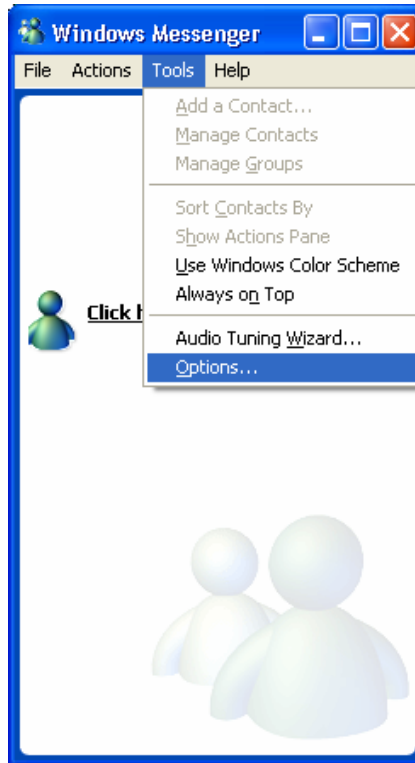 Windows Messenger
File Actions Tools Help
Add a Contact...
Manage Contacts
Manage Groups
Sort Contacts By
Show Actions Pane
Use Windows Color Scheme
Always on Top
Click
Audio Tuning Wizard...
Options...